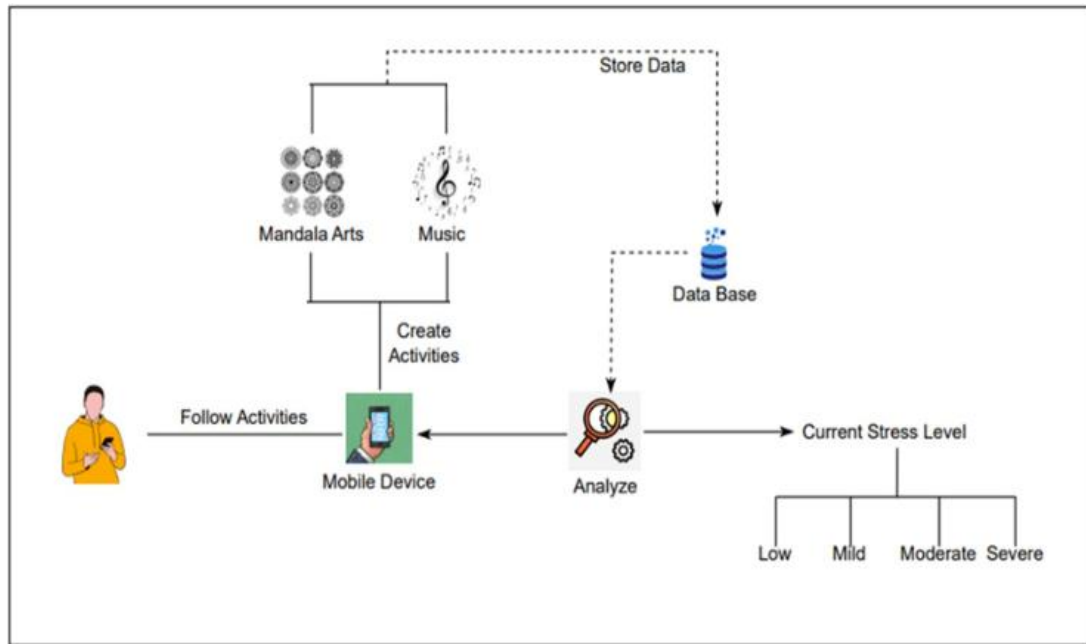 Store Data
Mandala Arts
Music
Data Base
Create
Activities
Follow Activities
Mobile Device
Analyze
Current Stress Level
Low
Mild
Moderate
Severe